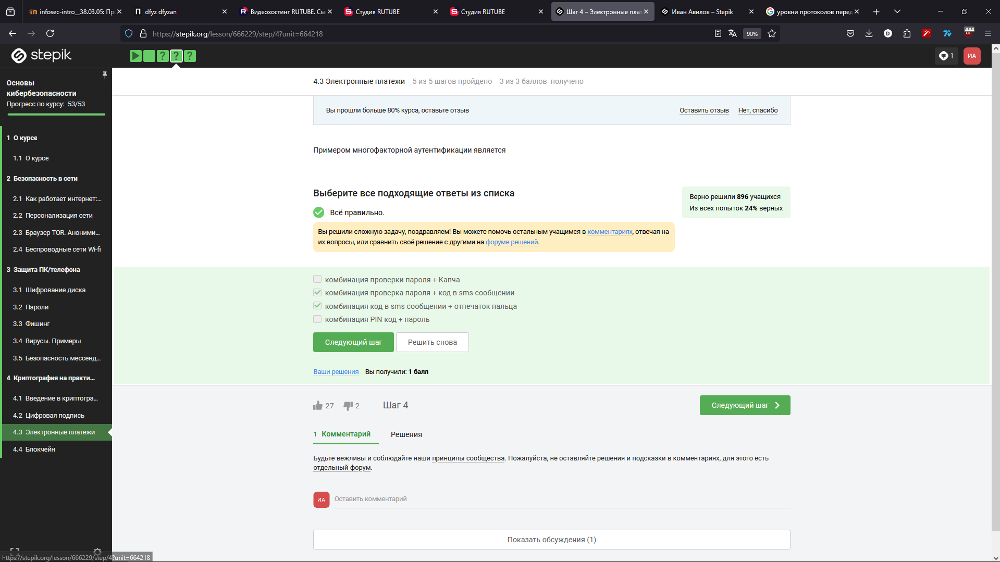 infosec-intro__38.03.05: Пр
dfyz dfyzan
Видеохостинг RUTUBE. См
Студия RUTUBE
Студия RUTUBE
Шаг 4 – Электронные плат
Иван Авилов – Stepik
уровни протоколов перед
https://stepik.org/lesson/666229/step/4?unit=664218
90%
444
stepik
1
ИА
Основы
кибербезопасности
Прогресс по курсу: 53/53
1 О курсе
1.1 О курсе
2 Безопасность в сети
2.1 Как работает интернет:...
2.2 Персонализация сети
2.3 Браузер TOR. Аноними...
2.4 Беспроводные сети Wi-fi
3 Защита ПК/телефона
3.1 Шифрование диска
3.2 Пароли
3.3 Фишинг
3.4 Вирусы. Примеры
3.5 Безопасность мессенд...
4 Криптография на практи...
4.1 Введение в криптогра...
4.2 Цифровая подпись
4.3 Электронные платежи
4.4 Блокчейн
4.3 Электронные платежи 5 из 5 шагов пройдено 3 из 3 баллов получено
Вы прошли больше 80% курса, оставьте отзыв
Оставить отзыв Нет, спасибо
Примером многофакторной аутентификации является
Выберите все подходящие ответы из списка
Верно решили 896 учащихся
Из всех попыток 24% верных
Всё правильно.
Вы решили сложную задачу, поздравляем! Вы можете помочь остальным учащимся в комментариях, отвечая на
их вопросы, или сравнить своё решение с другими на форуме решений.
комбинация проверки пароля + Капча
комбинация проверка пароля + код в sms сообщении
комбинация код в sms сообщении + отпечаток пальца
комбинация PIN код + пароль
Следующий шаг Решить снова
Ваши решения Вы получили: 1 балл
27 2 Шаг 4
Следующий шаг
1 Комментарий Решения
Будьте вежливы и соблюдайте наши принципы сообщества. Пожалуйста, не оставляйте решения и подсказки в комментариях, для этого есть
отдельный форум.
ИА Оставить комментарий
Показать обсуждения (1)
https://stepik.org/lesson/666229/step/4?unit=664218